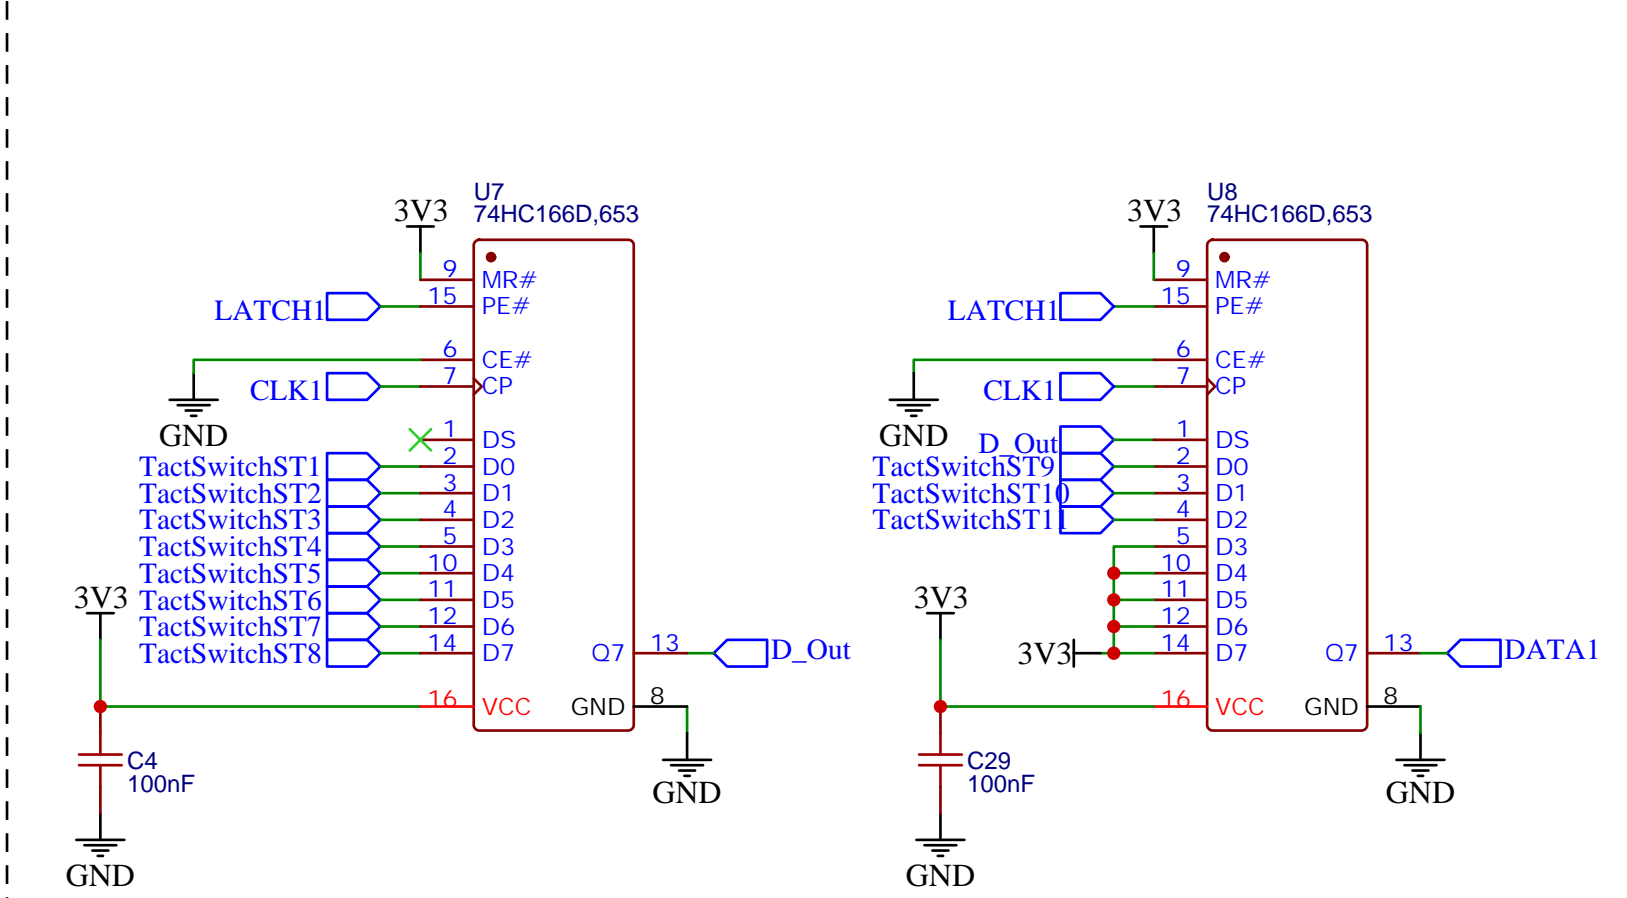 U7
74HC166D,653
3V3
9 MR#
LATCH1 15 PE#
6 CE#
CLK1 7 CP
GND
1 DS
TactSwitchST1 2 D0
TactSwitchST2 3 D1
TactSwitchST3 4 D2
TactSwitchST4 5 D3
TactSwitchST5 10 D4
TactSwitchST6 11 D5
TactSwitchST7 12 D6
TactSwitchST8 14 D7
Q7 13 D_Out
3V3
16 VCC
GND 8
GND
C4
100nF
GND
U8
74HC166D,653
3V3
9 MR#
LATCH1 15 PE#
6 CE#
CLK1 7 CP
GND
D_Out 1 DS
TactSwitchST9 2 D0
TactSwitchST10 3 D1
TactSwitchST11 4 D2
5 D3
10 D4
11 D5
12 D6
3V3 14 D7
Q7 13 DATA1
3V3
16 VCC
GND 8
GND
C29
100nF
GND